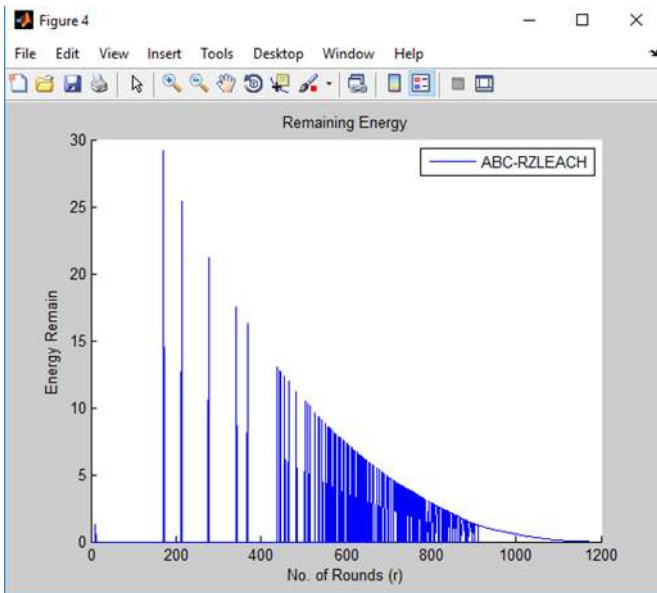 Figure 4
File Edit View Insert Tools Desktop Window Help
Remaining Energy
ABC-RZLEACH
30
25
20
15
10
5
0
Energy Remain
0 200 400 600 800 1000 1200
No. of Rounds (r)